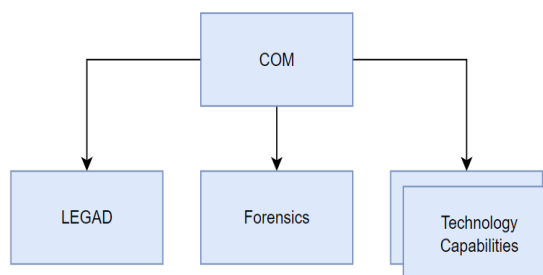 COM
LEGAD
Forensics
Technology
Capabilities